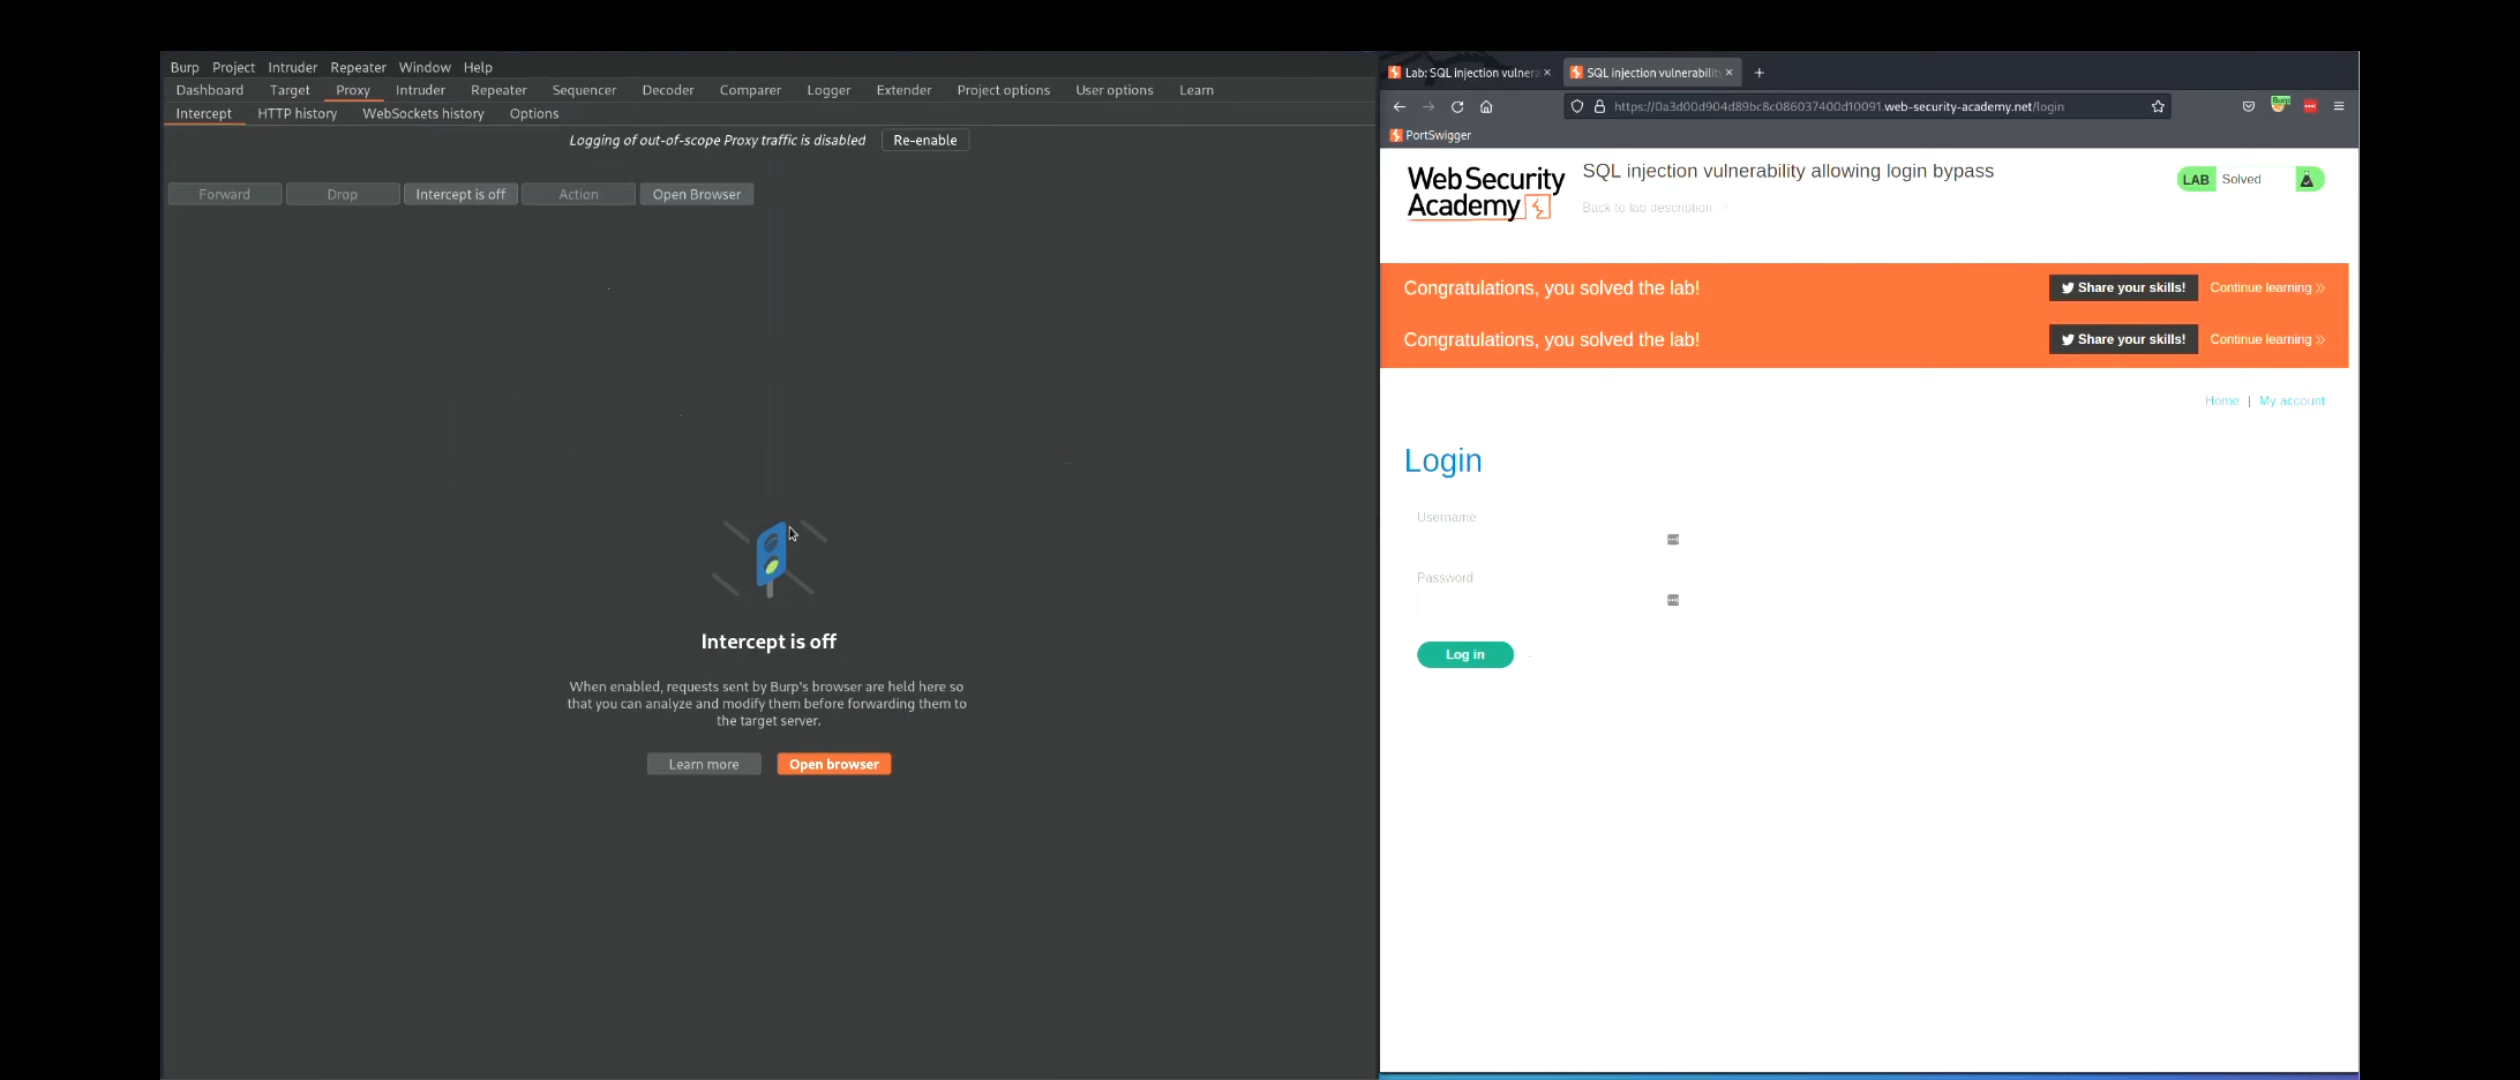 Burp Project Intruder Repeater Window Help
Dashboard Target Proxy Intruder Repeater Sequencer Decoder Comparer Logger Extender Project options User options Learn
Intercept HTTP history WebSockets history Options
Logging of out-of-scope Proxy traffic is disabled Re-enable
Forward Drop Intercept is off Action Open Browser
Intercept is off
When enabled, requests sent by Burp's browser are held here so
that you can analyze and modify them before forwarding them to
the target server.
Learn more Open browser
Lab: SQL injection vulnera × SQL injection vulnerabilit × +
https://0a3d00d904d89bc8c086037400d10091.web-security-academy.net/login
Burp
PortSwigger
Web Security
Academy
SQL injection vulnerability allowing login bypass
Back to lab description
LAB Solved
Congratulations, you solved the lab! Share your skills! Continue learning »
Congratulations, you solved the lab! Share your skills! Continue learning »
Home | My account
Login
Username
Password
Log in